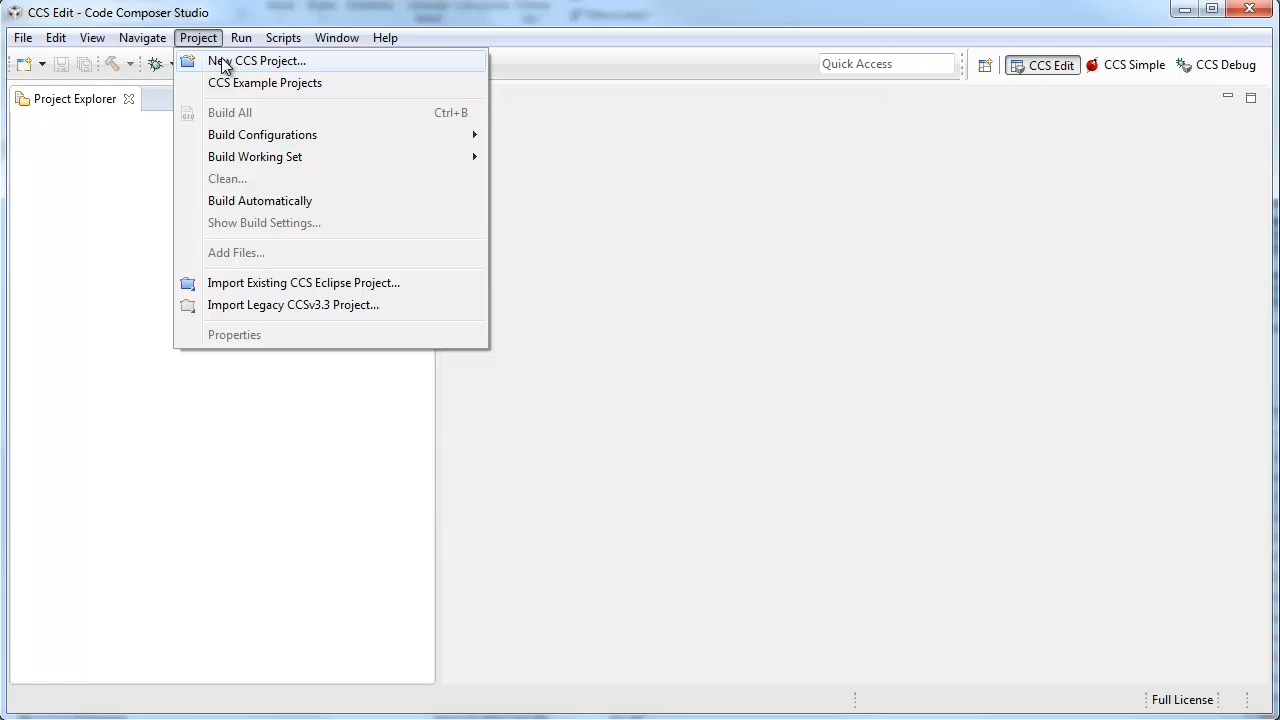 CCS Edit - Code Composer Studio
File Edit View Navigate Project Run Scripts Window Help
New CCS Project...
Quick Access
CCS Edit
CCS Simple
CCS Debug
Project Explorer
CCS Example Projects
Build All Ctrl+B
Build Configurations
Build Working Set
Clean...
Build Automatically
Show Build Settings...
Add Files...
Import Existing CCS Eclipse Project...
Import Legacy CCSv3.3 Project...
Properties
Full License